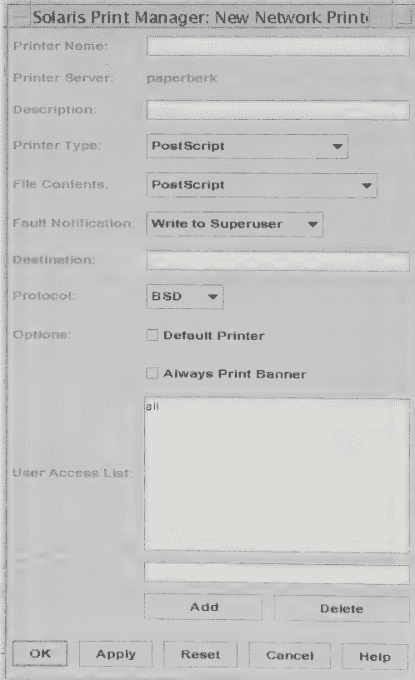 Solaris Print Manager: New Network Print
Printer Name:
Printer Server: paperbark
Description:
Printer Type: PostScript
File Contents: PostScript
Fault Notification: Write to Superuser
Destination:
Protocol: BSD
Options: Default Printer
Always Print Banner
all
User Access List:
Add Delete
OK Apply Reset Cancel Help